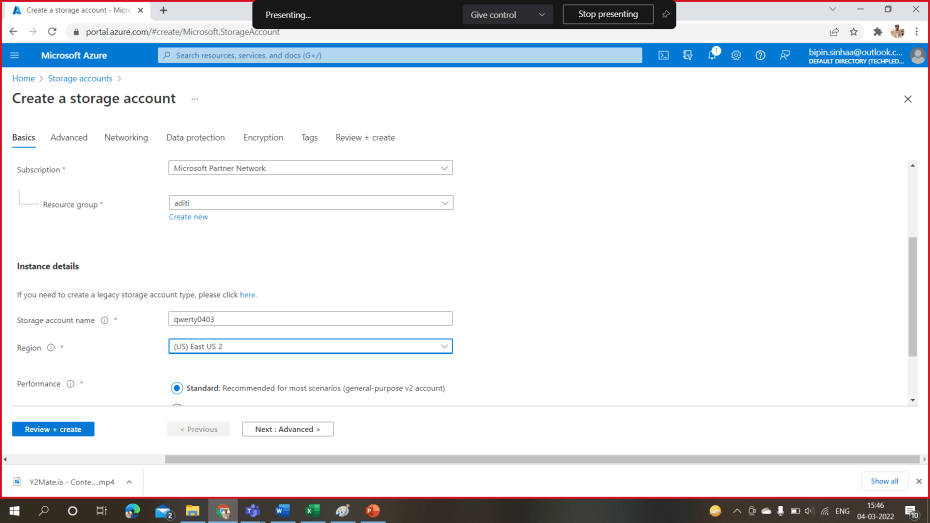 Create a storage account - Micro
Presenting...
Give control
Stop presenting
portal.azure.com/#create/Microsoft.StorageAccount
Microsoft Azure
Search resources, services, and docs (G+/)
1
bipin.sinhaa@outlook.c...
DEFAULT DIRECTORY (TECHPLED...
Home > Storage accounts >
Create a storage account ...
Basics Advanced Networking Data protection Encryption Tags Review + create
Subscription *
Microsoft Partner Network
Resource group *
aditi
Create new
Instance details
If you need to create a legacy storage account type, please click here.
Storage account name *
qwerty0403
Region *
(US) East US 2
Performance *
Standard: Recommended for most scenarios (general-purpose v2 account)
Review + create
< Previous
Next : Advanced >
Y2Mate.is - Conte....mp4
Show all
2
ENG
15:46
04-03-2022
10